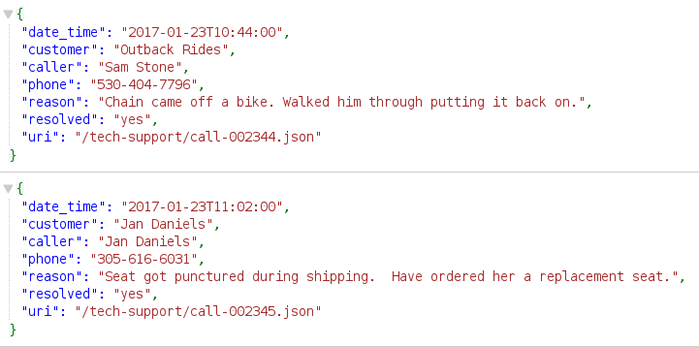 {
"date_time": "2017-01-23T10:44:00",
"customer": "Outback Rides",
"caller": "Sam Stone",
"phone": "530-404-7796",
"reason": "Chain came off a bike. Walked him through putting it back on.",
"resolved": "yes",
"uri": "/tech-support/call-002344.json"
}
{
"date_time": "2017-01-23T11:02:00",
"customer": "Jan Daniels",
"caller": "Jan Daniels",
"phone": "305-616-6031",
"reason": "Seat got punctured during shipping.  Have ordered her a replacement seat.",
"resolved": "yes",
"uri": "/tech-support/call-002345.json"
}